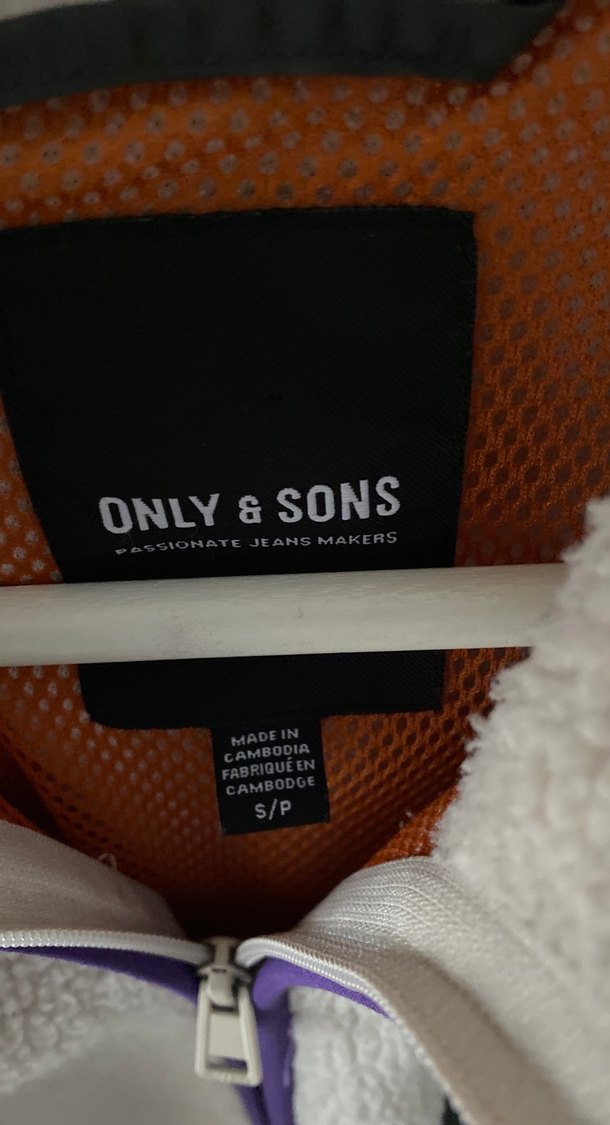 ONLY & SONS
PASSIONATE JEANS MAKERS
MADE IN
CAMBODIA
FABRIQUÉ EN
CAMBODGE
S/P